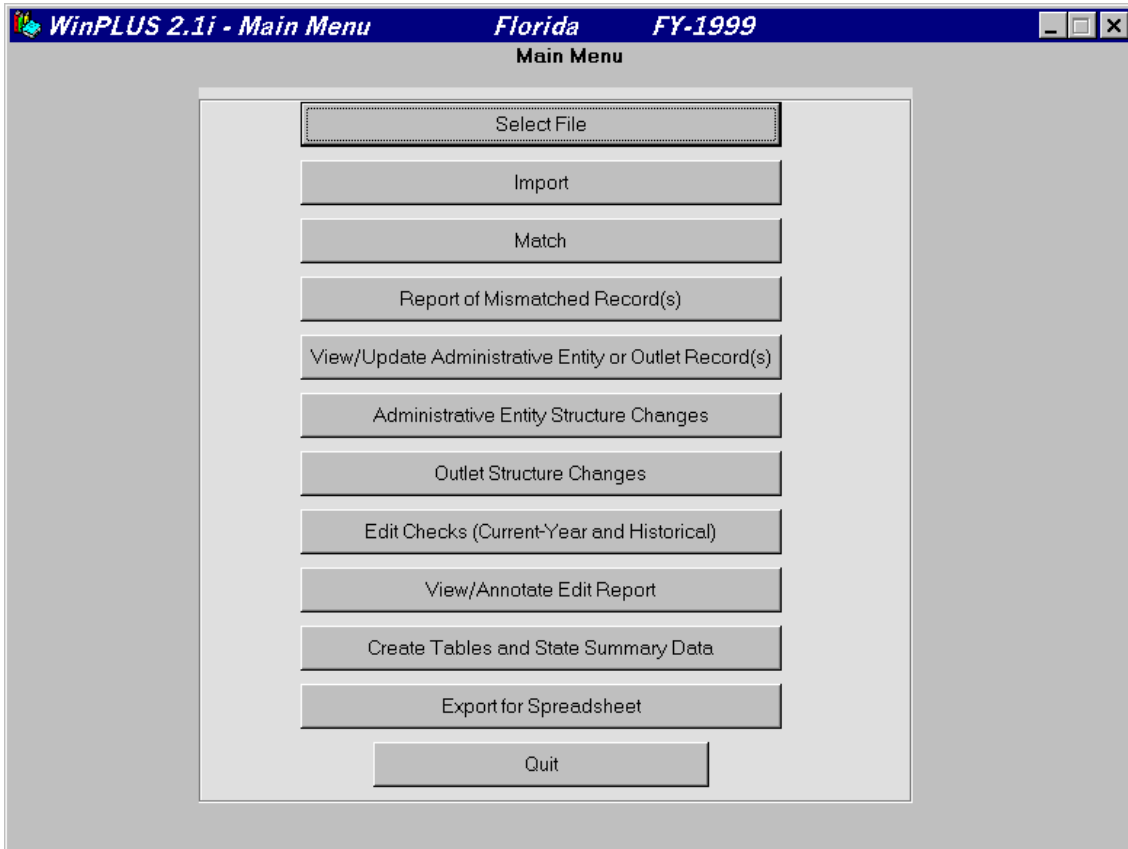 WinPLUS 2.1i - Main Menu Florida FY-1999
Main Menu
Select File
Import
Match
Report of Mismatched Record(s)
View/Update Administrative Entity or Outlet Record(s)
Administrative Entity Structure Changes
Outlet Structure Changes
Edit Checks (Current-Year and Historical)
View/Annotate Edit Report
Create Tables and State Summary Data
Export for Spreadsheet
Quit